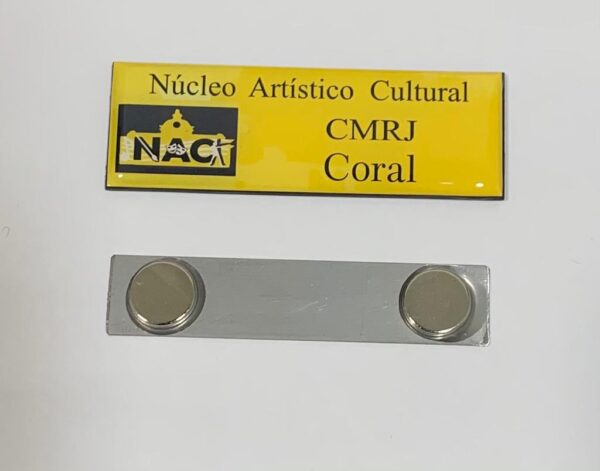 Núcleo Artístico Cultural
NAC
CMRJ
Coral